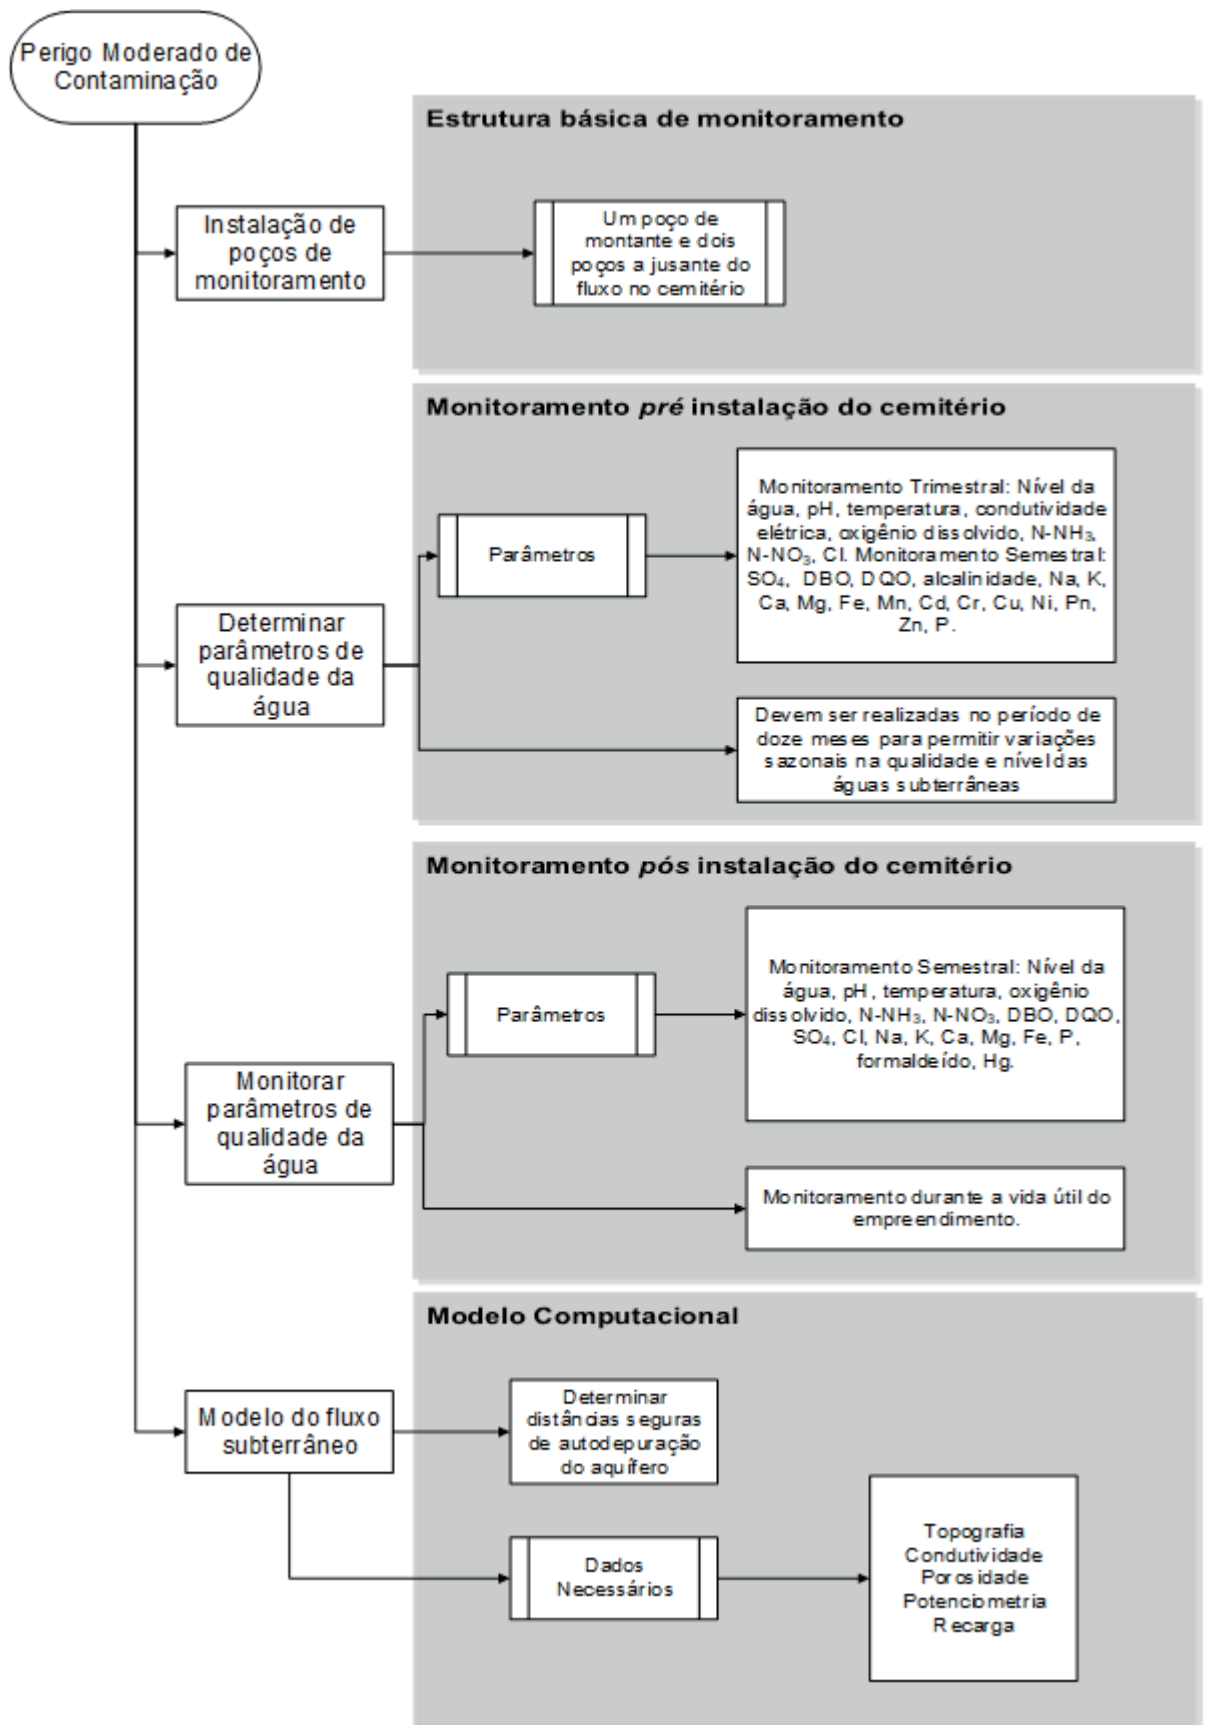 Perigo Moderado de
Contaminação
Estrutura básica de monitoramento
Instalação de
poços de
monitoramento
Um poço de
montante e dois
poços a jusante do
fluxo no cemitério
Monitoramento pré instalação do cemitério
Determinar
parâmetros de
qualidade da
água
Parâmetros
Monitoramento Trimestral: Nível da
água, pH, temperatura, condutividade
elétrica, oxigênio dissolvido, N-NH₃,
N-NO₃, Cl. Monitoramento Semestral:
SO₄, DBO, DQO, alcalinidade, Na, K,
Ca, Mg, Fe, Mn, Cd, Cr, Cu, Ni, Pn,
Zn, P.
Devem ser realizadas no período de
doze meses para permitir variações
sazonais na qualidade e nível das
águas subterrâneas
Monitoramento pós instalação do cemitério
Monitorar
parâmetros de
qualidade da
água
Parâmetros
Monitoramento Semestral: Nível da
água, pH, temperatura, oxigênio
dissolvido, N-NH₃, N-NO₃, DBO, DQO,
SO₄, Cl, Na, K, Ca, Mg, Fe, P,
formaldeído, Hg.
Monitoramento durante a vida útil do
empreendimento.
Modelo Computacional
Modelo do fluxo
subterrâneo
Determinar
distâncias seguras
de autodepuração
do aquífero
Dados
Necessários
Topografia
Condutividade
Porosidade
Potenciometria
Recarga